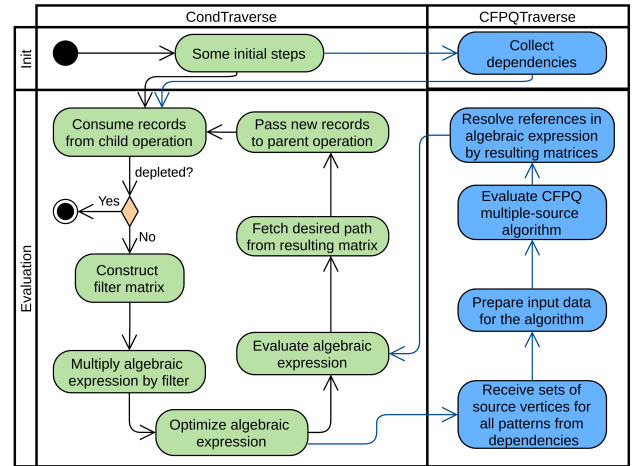 CondTraverse
CFPQTraverse
Init
Some initial steps
Collect
dependencies
Evaluation
Consume records
from child operation
Pass new records
to parent operation
Resolve references in
algebraic expression
by resulting matrices
depleted?
Yes
No
Evaluate CFPQ
multiple-source
algorithm
Fetch desired path
from resulting matrix
Construct
filter matrix
Prepare input data
for the algorithm
Evaluate algebraic
expression
Multiply algebraic
expression by filter
Receive sets of
source vertices for
all patterns from
dependencies
Optimize algebraic
expression